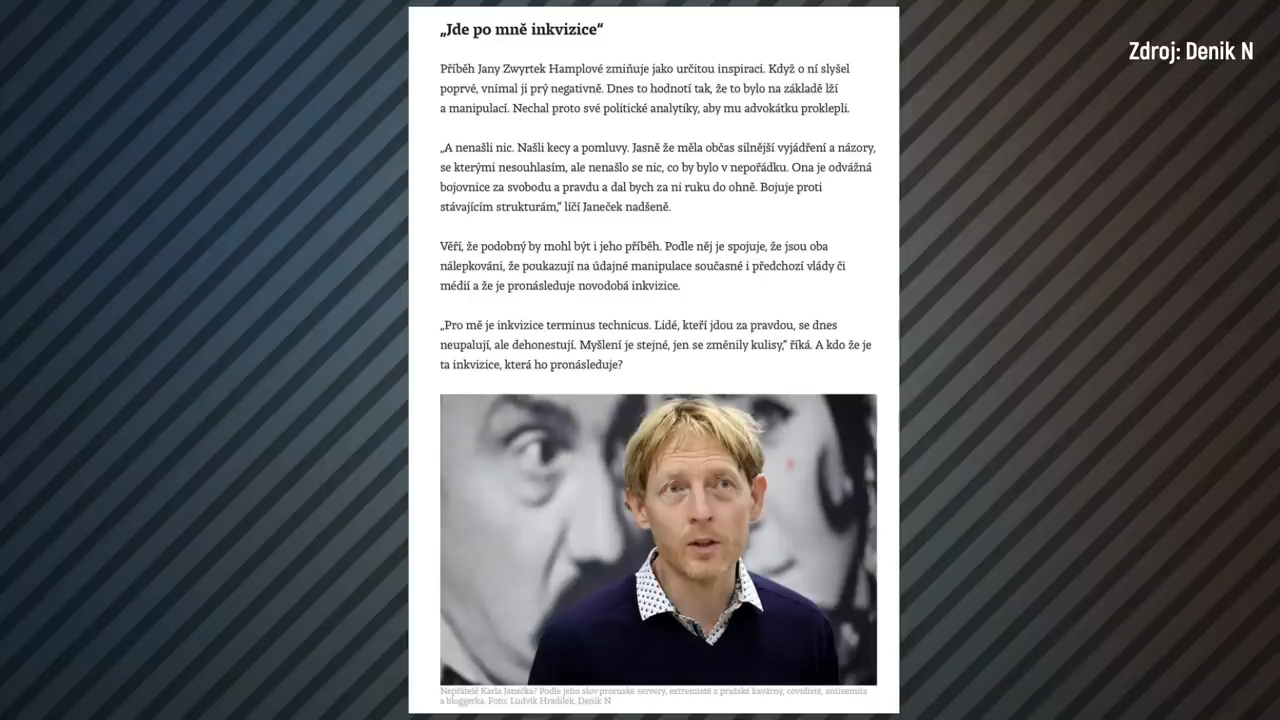 „Jde po mně inkvizice“
Zdroj: Denik N
Příběh Jany Zwyrtek Hamplové zmiňuje jako určitou inspiraci. Když o ní slyšel
poprvé, vnímal ji prý negativně. Dnes to hodnotí tak, že to bylo na základě lží
a manipulací. Nechal proto své politické analytiky, aby mu advokátku proklepli.
„A nenašli nic. Našli kecy a pomluvy. Jasně že měla občas silnější vyjádření a názory,
se kterými nesouhlasím, ale nenašlo se nic, co by bylo v nepořádku. Ona je odvážná
bojovnice za svobodu a pravdu a dal bych za ni ruku do ohně. Bojuje proti
stávajícím strukturám,“ líčí Janeček nadšeně.
Věří, že podobný by mohl být i jeho příběh. Podle něj je spojuje, že jsou oba
nálepkováni, že poukazují na údajné manipulace současné i předchozí vlády či
médií a že je pronásleduje novodobá inkvizice.
„Pro mě je inkvizice terminus technicus. Lidé, kteří jdou za pravdou, se dnes
neupalují, ale dehonestují. Myšlení je stejné, jen se změnily kulisy,“ říká. A kdo že je
ta inkvizice, která ho pronásleduje?
Nepřátelé Karla Janečka? Podle jeho slov proruské servery, extremisté z pražské kavárny, covidisté, antisemita
a bloggerka. Foto: Ludvík Hradilek, Deník N